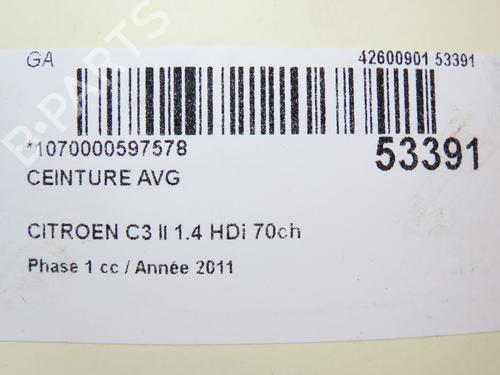 GA
42600901 53391
*1070000597578
53391
CEINTURE AVG
CITROEN C3 II 1.4 HDi 70ch
Phase 1 cc / Année 2011
B-PARTS